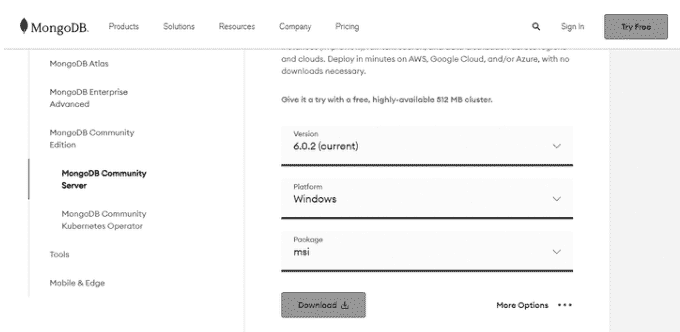 MongoDB.
Products
Solutions
Resources
Company
Pricing
Sign In
Try Free
MongoDB Atlas
MongoDB Enterprise
Advanced
MongoDB Community
Edition
MongoDB Community
Server
MongoDB Community
Kubernetes Operator
Tools
Mobile & Edge
and clouds. Deploy in minutes on AWS, Google Cloud, and/or Azure, with no
downloads necessary.
Give it a try with a free, highly-available 512 MB cluster.
Version
6.0.2 (current)
Platform
Windows
Package
msi
Download
More Options